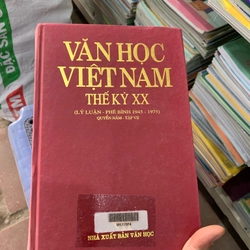 VĂN HỌC
VIỆT NAM
THẾ KỶ XX
(LÝ LUẬN - PHÊ BÌNH 1945 - 1975)
QUYỂN NĂM - TẬP VII
NHÀ XUẤT BẢN VĂN HỌC